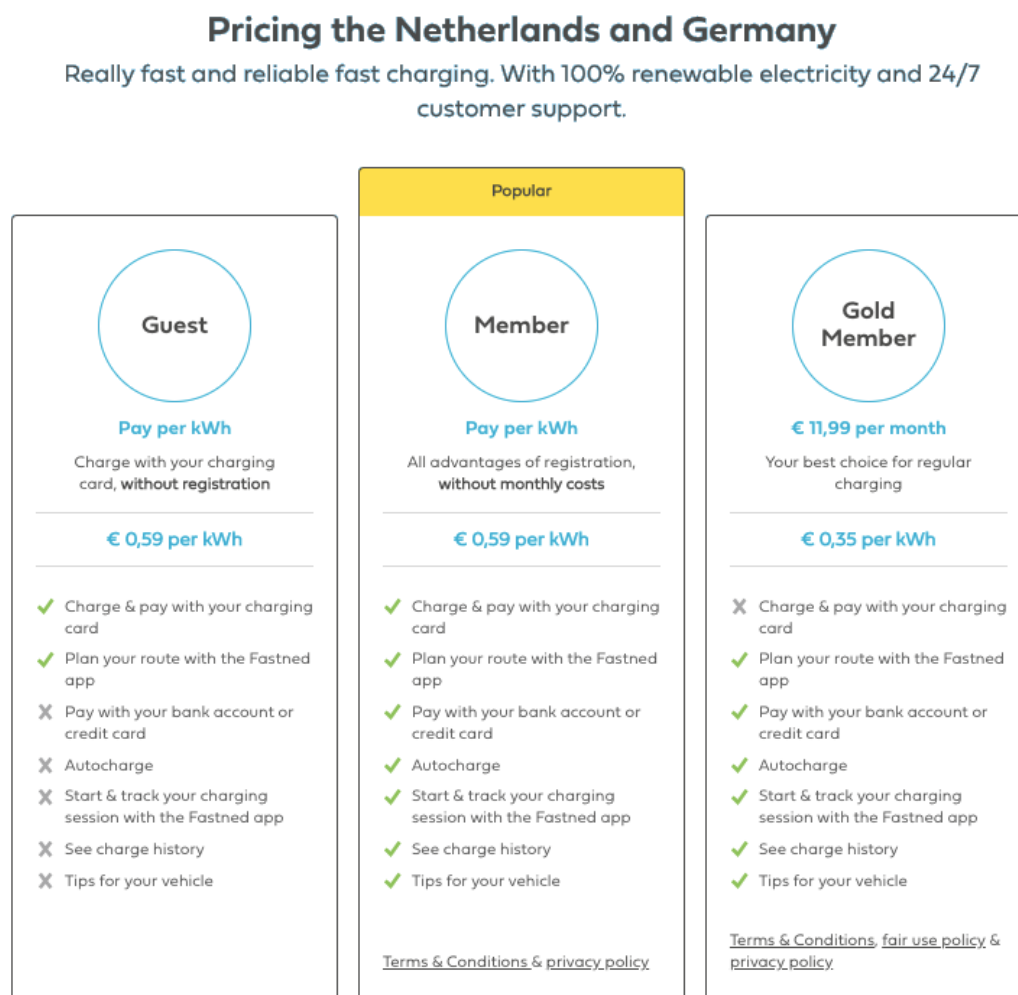 Pricing the Netherlands and Germany
Really fast and reliable fast charging. With 100% renewable electricity and 24/7
customer support.
Guest
Pay per kWh
Charge with your charging
card, without registration
€ 0,59 per kWh
Charge & pay with your charging
card
Plan your route with the Fastned
app
Pay with your bank account or
credit card
Autocharge
Start & track your charging
session with the Fastned app
See charge history
Tips for your vehicle
Popular
Member
Pay per kWh
All advantages of registration,
without monthly costs
€ 0,59 per kWh
Charge & pay with your charging
card
Plan your route with the Fastned
app
Pay with your bank account or
credit card
Autocharge
Start & track your charging
session with the Fastned app
See charge history
Tips for your vehicle
Terms & Conditions & privacy policy
Gold
Member
€ 11,99 per month
Your best choice for regular
charging
€ 0,35 per kWh
Charge & pay with your charging
card
Plan your route with the Fastned
app
Pay with your bank account or
credit card
Autocharge
Start & track your charging
session with the Fastned app
See charge history
Tips for your vehicle
Terms & Conditions, fair use policy &
privacy policy